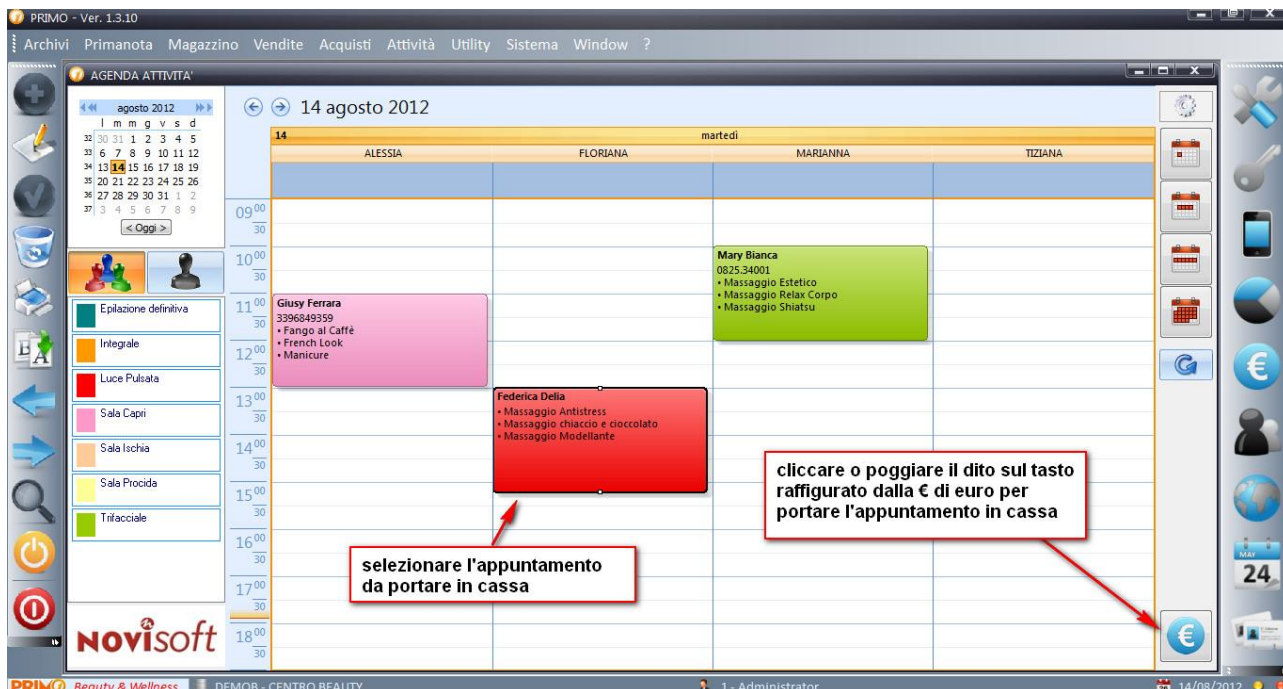 PRIMO - Ver. 1.3.10
Archivi Primanota Magazzino Vendite Acquisti Attività Utility Sistema Window ?
AGENDA ATTIVITA'
agosto 2012
l m m g v s d
32 30 31 1 2 3 4 5
33 6 7 8 9 10 11 12
34 13 14 15 16 17 18 19
35 20 21 22 23 24 25 26
36 27 28 29 30 31 1 2
37 3 4 5 6 7 8 9
< Oggi >
Epilazione definitiva
Integrale
Luce Pulsata
Sala Capri
Sala Ischia
Sala Procida
Trifacciale
NOVisoft
14 agosto 2012
14 martedì
ALESSIA FLORIANA MARIANNA TIZIANA
09 00
30
10 00
30
11 00
30
12 00
30
13 00
30
14 00
30
15 00
30
16 00
30
17 00
30
18 00
30
Mary Bianca
0825.34001
• Massaggio Estetico
• Massaggio Relax Corpo
• Massaggio Shiatsu
Giusy Ferrara
3396849359
• Fango al Caffè
• French Look
• Manicure
Federica Delia
• Massaggio Antistress
• Massaggio chiaccio e cioccolato
• Massaggio Modellante
cliccare o poggiare il dito sul tasto
raffigurato dalla € di euro per
portare l'appuntamento in cassa
selezionare l'appuntamento
da portare in cassa
€
€
MAY
24
B A
PRIMO Beauty & Wellness DEMOB - CENTRO BEAUTY 1 - Administrator 14/08/2012